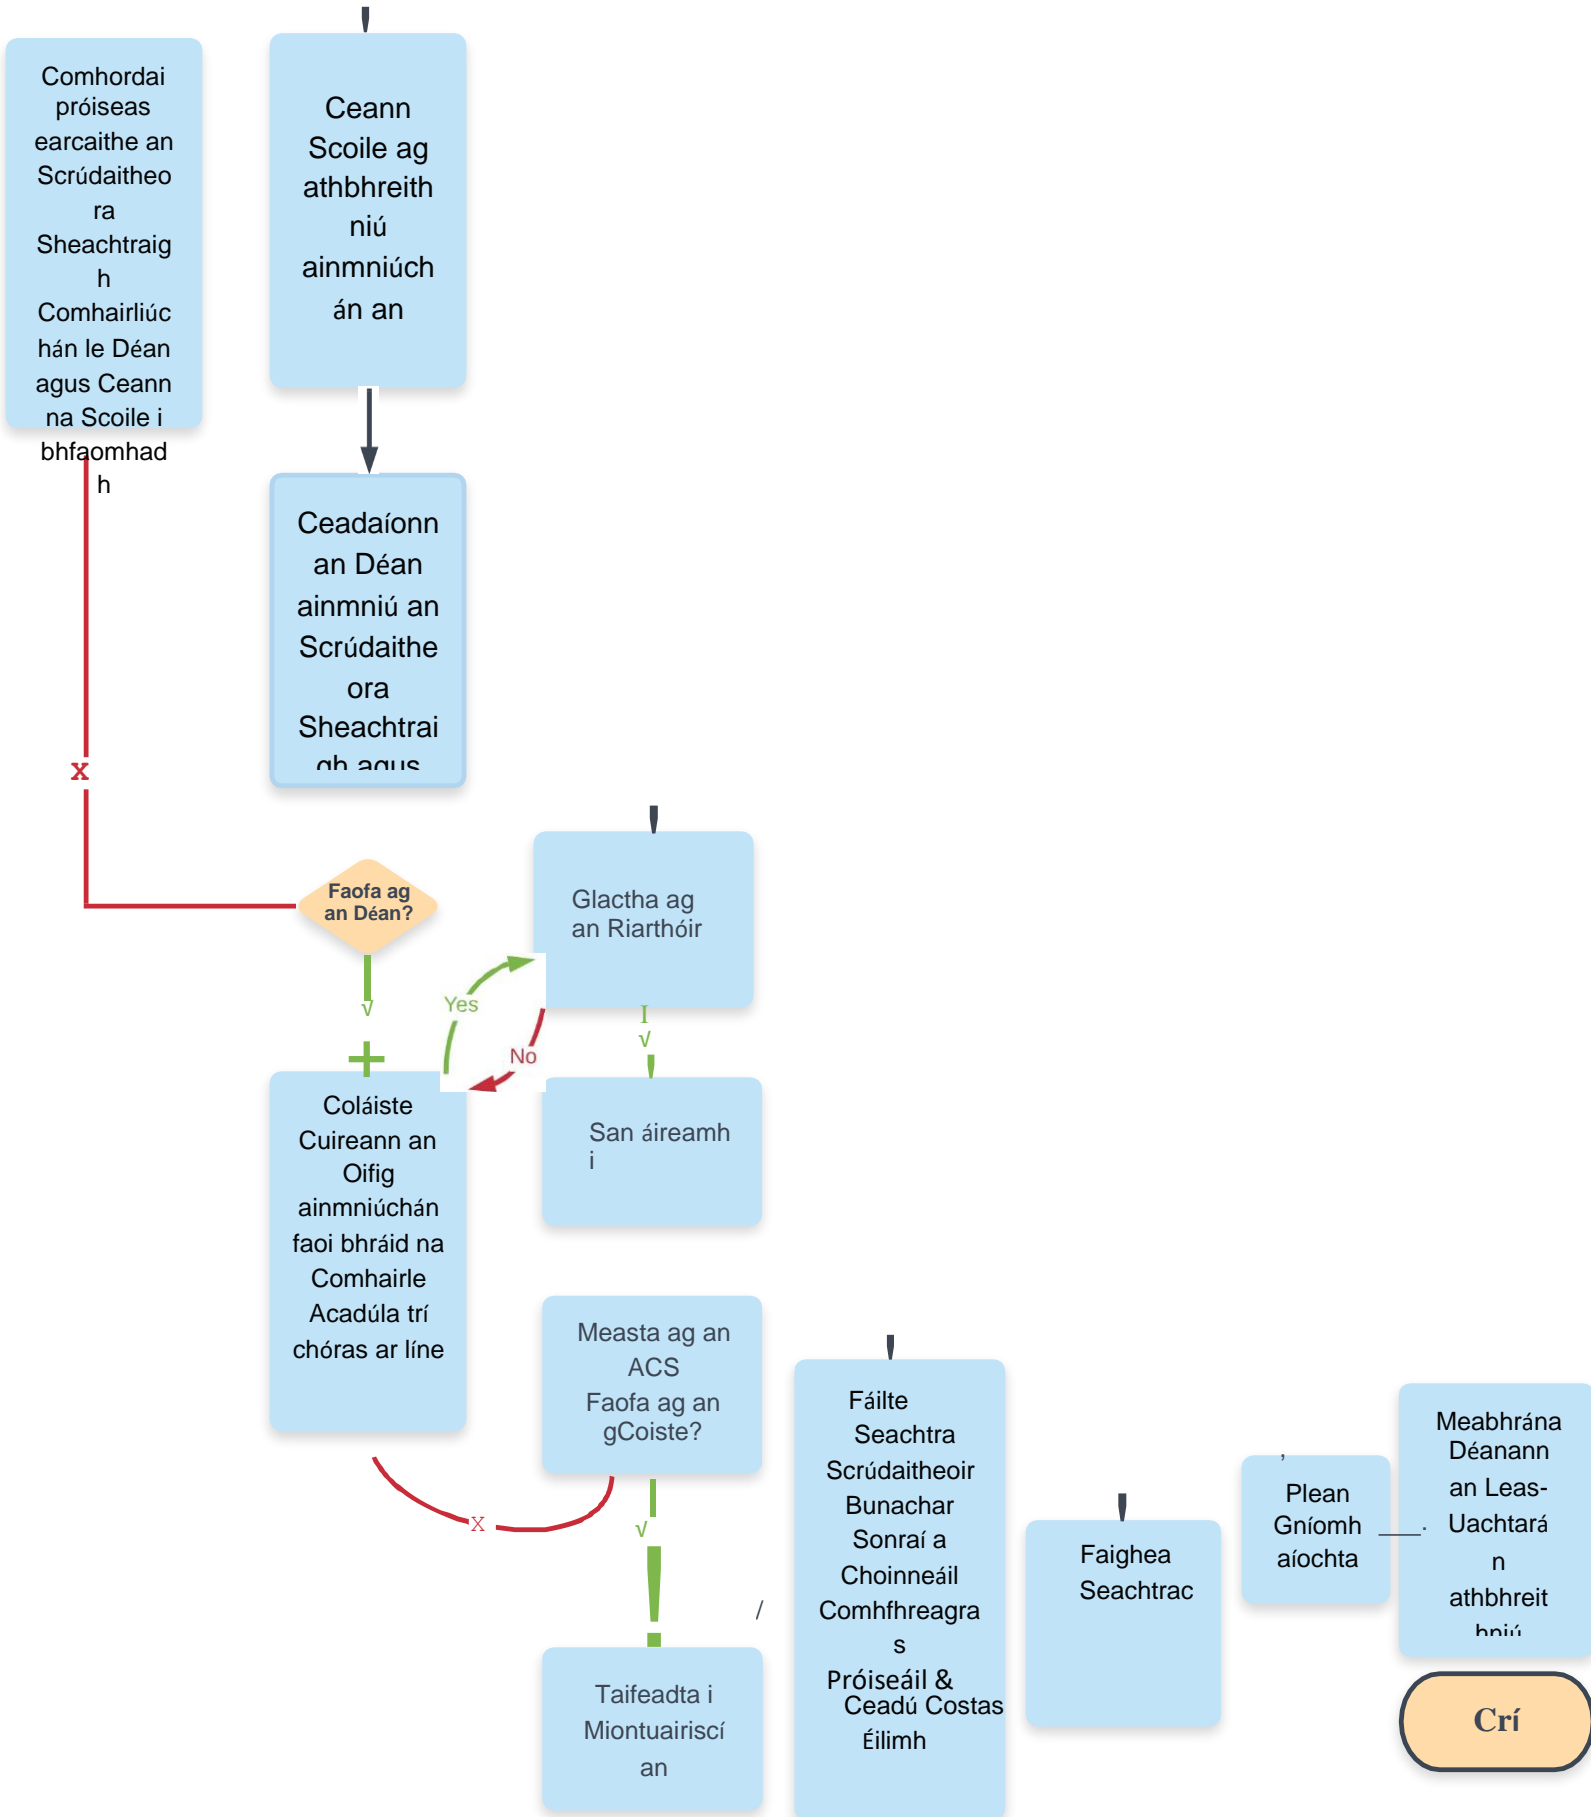 Comhordai
próiseas
earcaithe an
Scrúdaitheo
ra
Sheachtraig
h
Comhairliúc
hán le Déan
agus Ceann
na Scoile i
bhfaomhad
h
Ceann
Scoile ag
athbhreith
niú
ainmniúch
án an
Ceadaíonn
an Déan
ainmniú an
Scrúdaithe
ora
Sheachtrai
gh agus
x
Faofa ag
an Déan?
√
Glactha ag
an Riarthóir
Yes
No
I
√
Coláiste
Cuireann an
Oifig
ainmniúchán
faoi bhráid na
Comhairle
Acadúla trí
chóras ar líne
San áireamh
i
Measta ag an
ACS
Faofa ag an
gCoiste?
X
√
Taifeadta i
Miontuairiscí
an
/
Fáilte
Seachtra
Scrúdaitheoir
Bunachar
Sonraí a
Choinneáil
Comhfhreagra
s
Próiseáil &
Ceadú Costas
Éilimh
Faighea
Seachtrac
,
Plean
Gníomh
aíochta
Meabhrána
Déanann
an Leas-
Uachtará
n
athbhreit
hniú
Crí